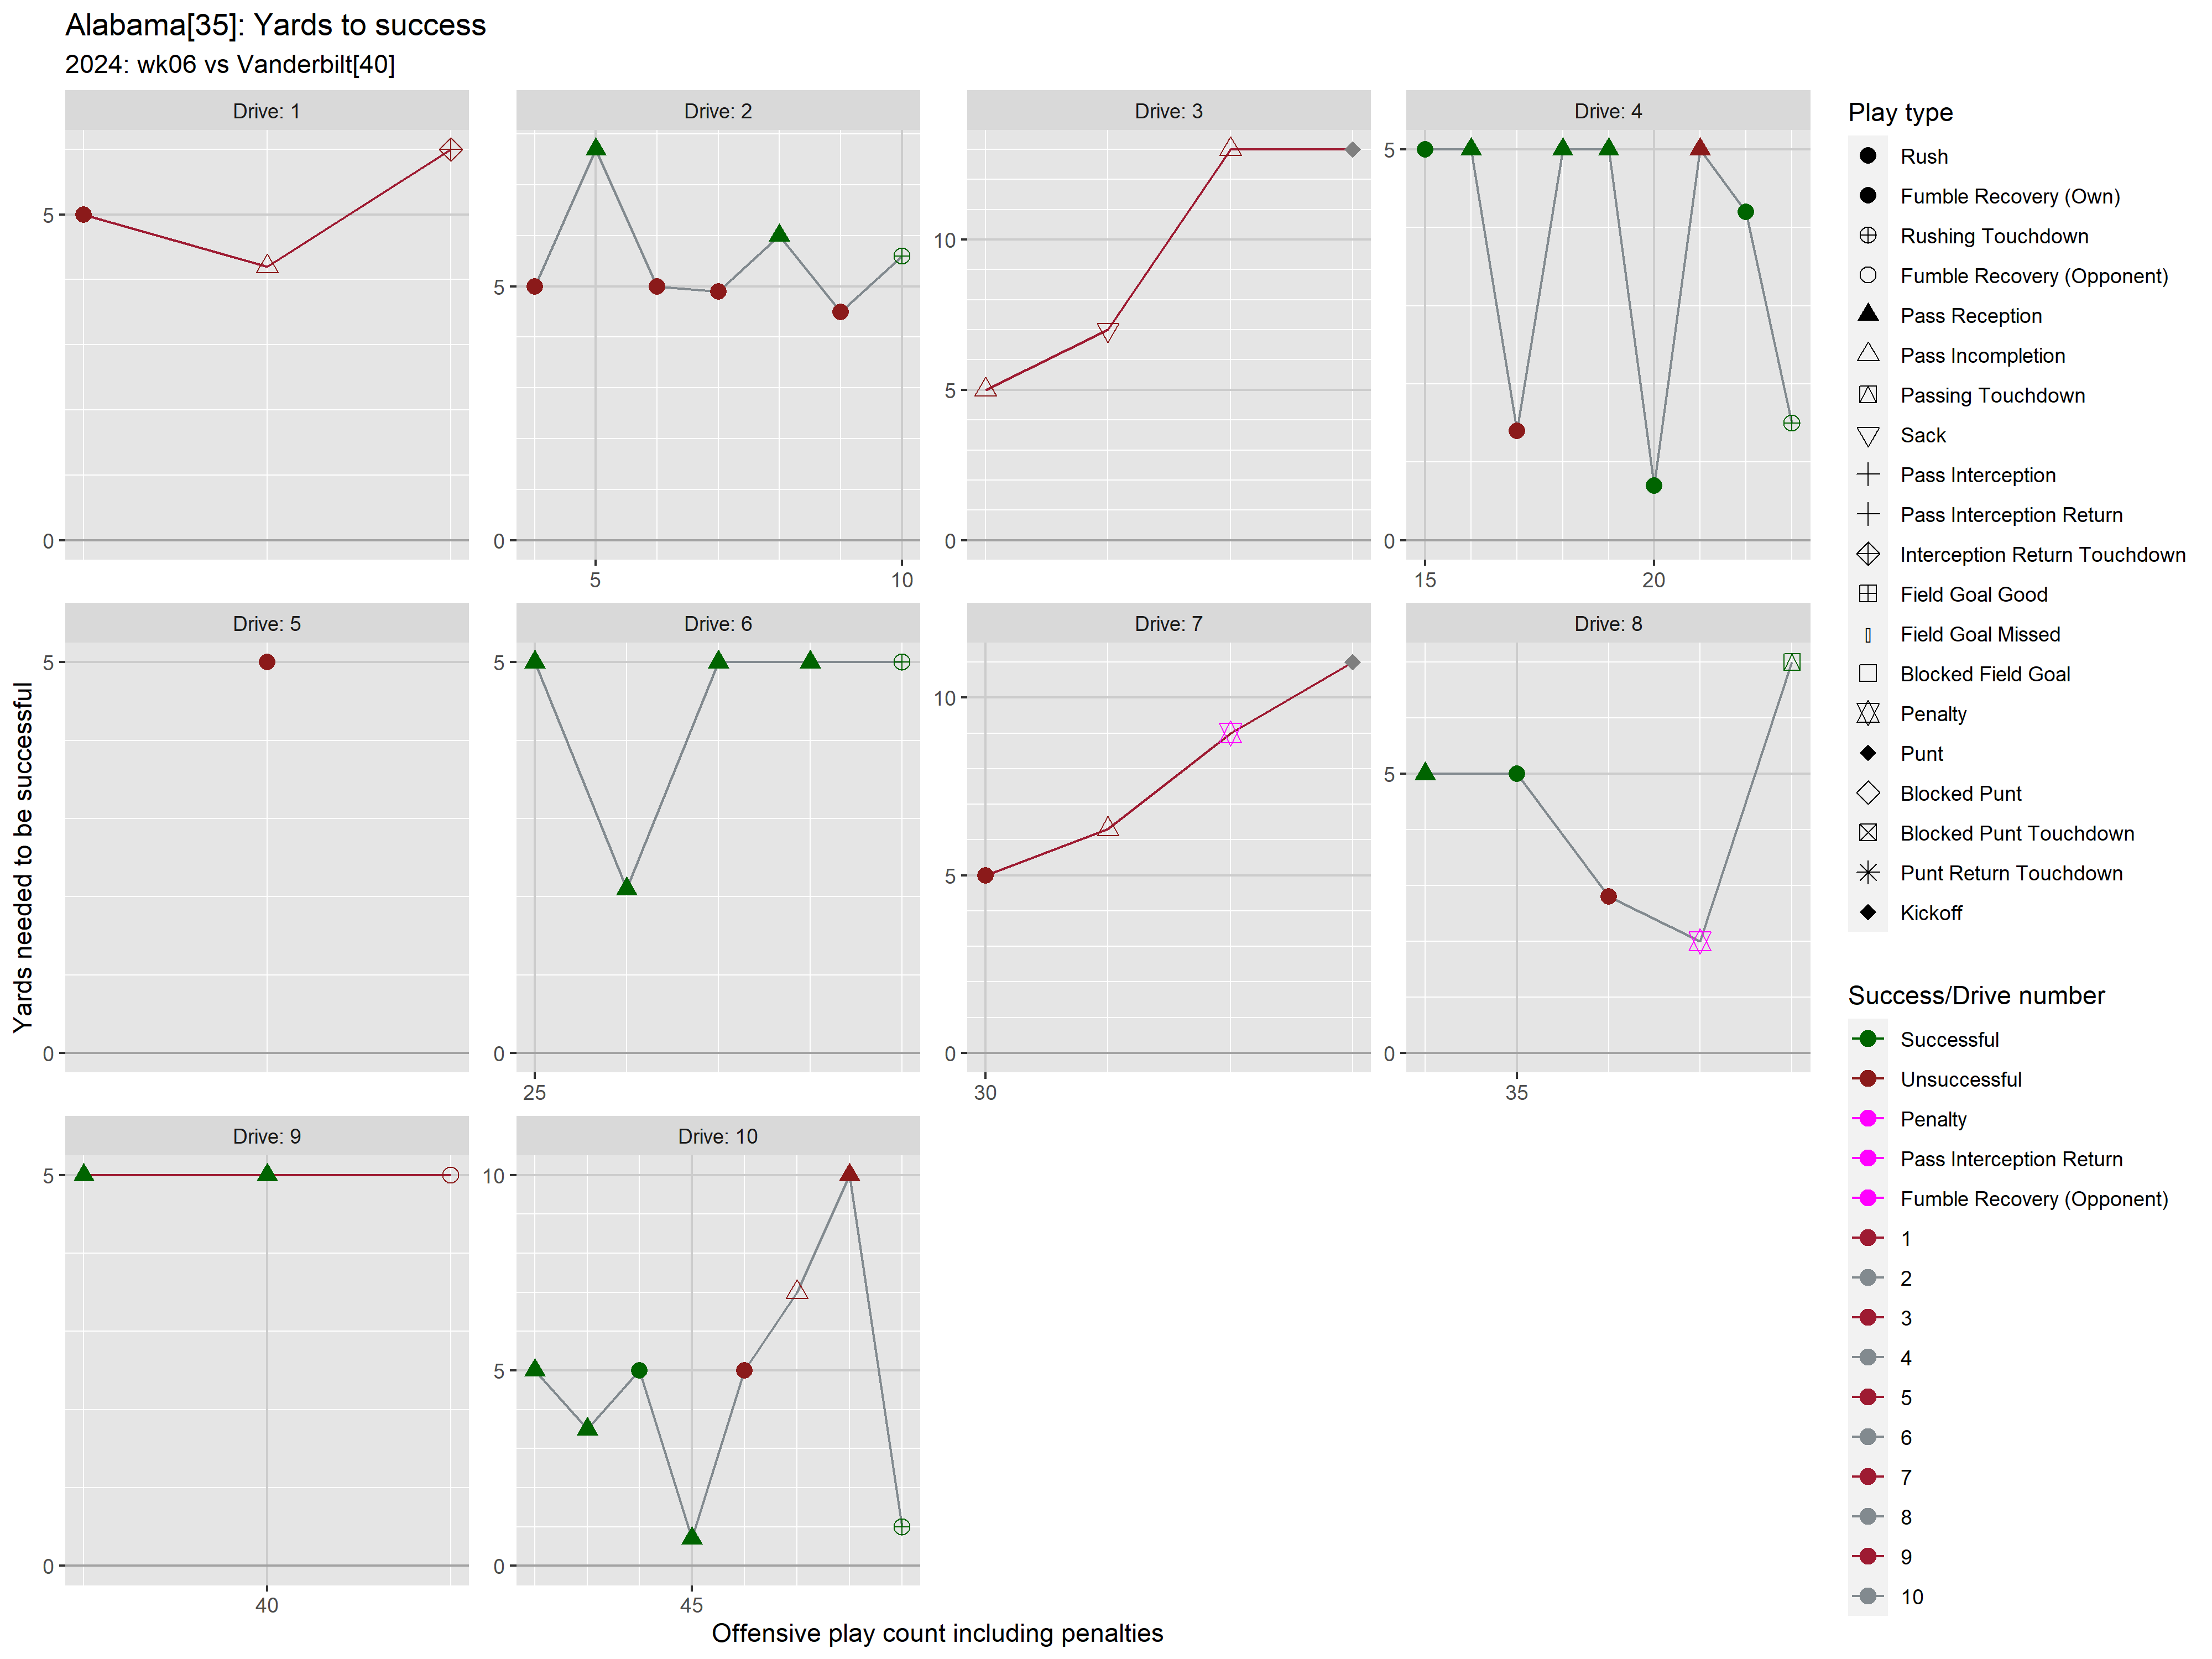 Alabama[35]: Yards to success
2024: wk06 vs Vanderbilt[40]
Drive: 1
Drive: 2
Drive: 3
Drive: 4
5
0
5
0
5
10
10
5
0
5
0
15
20
Drive: 5
Drive: 6
Drive: 7
Drive: 8
5
0
5
0
25
10
5
0
30
5
0
35
Drive: 9
Drive: 10
5
0
40
10
5
0
45
Yards needed to be successful
Offensive play count including penalties
Play type
Rush
Fumble Recovery (Own)
Rushing Touchdown
Fumble Recovery (Opponent)
Pass Reception
Pass Incompletion
Passing Touchdown
Sack
Pass Interception
Pass Interception Return
Interception Return Touchdown
Field Goal Good
Field Goal Missed
Blocked Field Goal
Penalty
Punt
Blocked Punt
Blocked Punt Touchdown
Punt Return Touchdown
Kickoff
Success/Drive number
Successful
Unsuccessful
Penalty
Pass Interception Return
Fumble Recovery (Opponent)
1
2
3
4
5
6
7
8
9
10